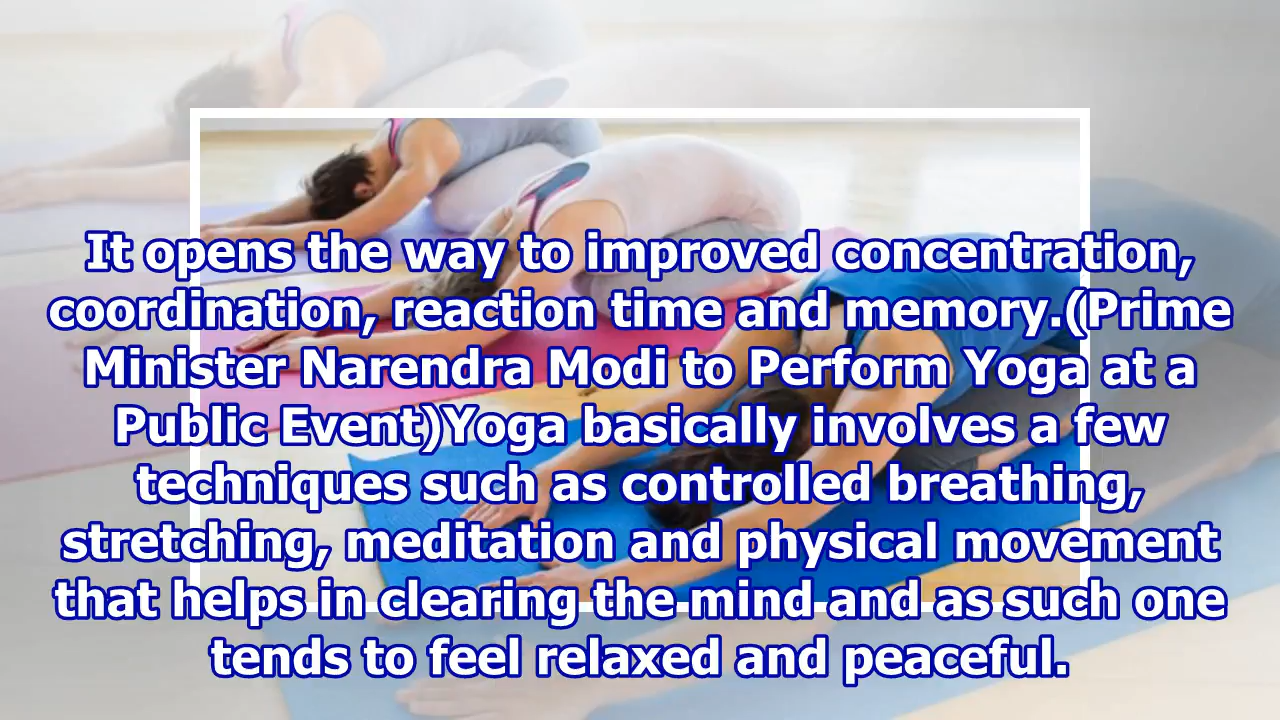 It opens the way to improved concentration,
coordination, reaction time and memory.(Prime
Minister Narendra Modi to Perform Yoga at a
Public Event)Yoga basically involves a few
techniques such as controlled breathing,
stretching, meditation and physical movement
that helps in clearing the mind and as such one
tends to feel relaxed and peaceful.